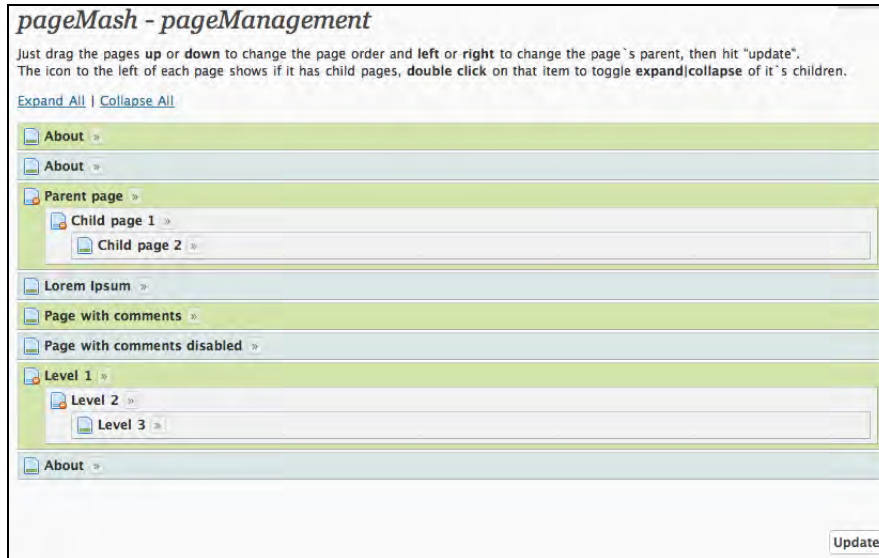 pageMash - pageManagement
Just drag the pages up or down to change the page order and left or right to change the page`s parent, then hit "update".
The icon to the left of each page shows if it has child pages, double click on that item to toggle expand|collapse of it`s children.
Expand All | Collapse All
About »
About »
Parent page »
Child page 1 »
Child page 2 »
Lorem Ipsum »
Page with comments »
Page with comments disabled »
Level 1 »
Level 2 »
Level 3 »
About »
Update